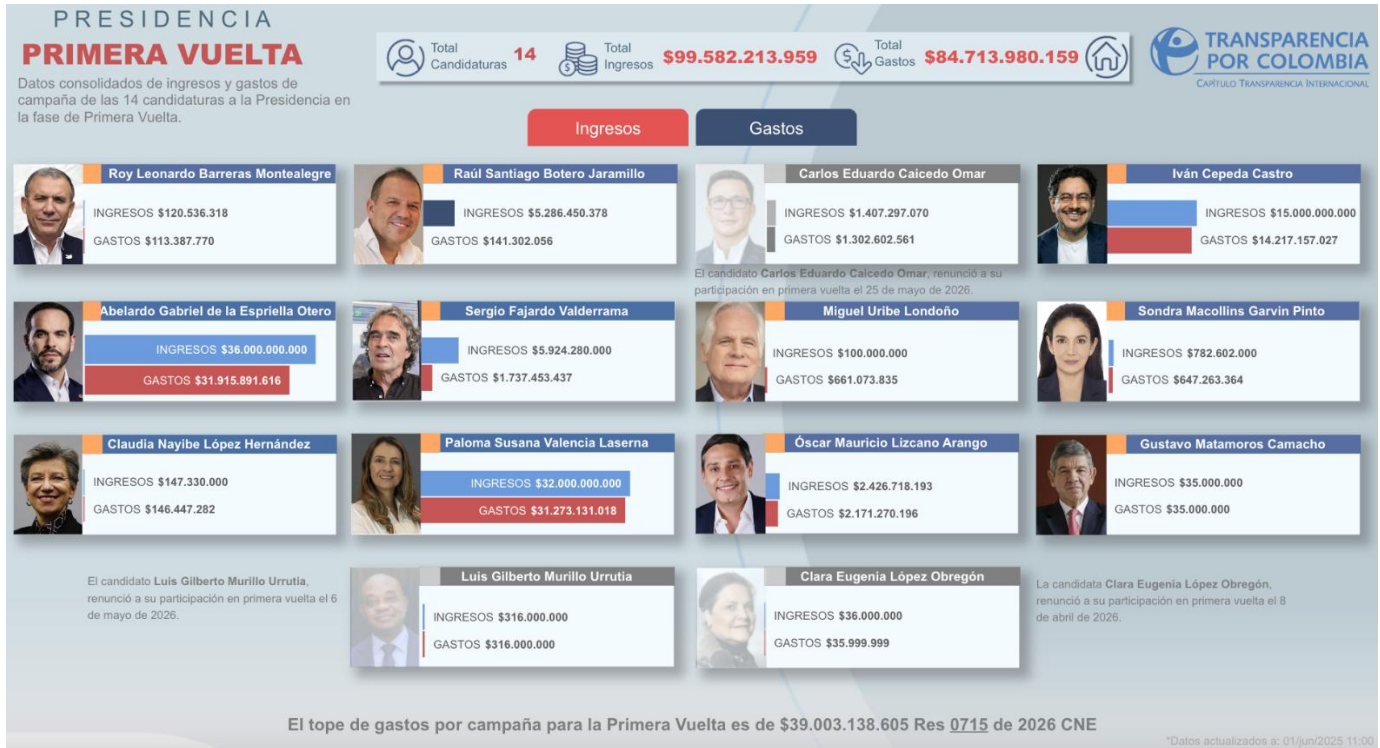 PRESIDENCIA
PRIMERA VUELTA
Datos consolidados de ingresos y gastos de
campaña de las 14 candidaturas a la Presidencia en
la fase de Primera Vuelta.
Total
Candidaturas 14
Total
Ingresos $99.582.213.959
Total
Gastos $84.713.980.159
TRANSPARENCIA
POR COLOMBIA
CAPÍTULO TRANSPARENCIA INTERNACIONAL
Ingresos
Gastos
Roy Leonardo Barreras Montealegre
INGRESOS $120.536.318
GASTOS $113.387.770
Raúl Santiago Botero Jaramillo
INGRESOS $5.286.450.378
GASTOS $141.302.056
Carlos Eduardo Caicedo Omar
INGRESOS $1.407.297.070
GASTOS $1.302.602.561
El candidato Carlos Eduardo Caicedo Omar, renunció a su
participación en primera vuelta el 25 de mayo de 2026.
Iván Cepeda Castro
INGRESOS $15.000.000.000
GASTOS $14.217.157.027
Abelardo Gabriel de la Espriella Otero
INGRESOS $36.000.000.000
GASTOS $31.915.891.616
Sergio Fajardo Valderrama
INGRESOS $5.924.280.000
GASTOS $1.737.453.437
Miguel Uribe Londoño
INGRESOS $100.000.000
GASTOS $661.073.835
Sondra Macollins Garvin Pinto
INGRESOS $782.602.000
GASTOS $647.263.364
Claudia Nayibe López Hernández
INGRESOS $147.330.000
GASTOS $146.447.282
Paloma Susana Valencia Laserna
INGRESOS $32.000.000.000
GASTOS $31.273.131.018
Óscar Mauricio Lizcano Arango
INGRESOS $2.426.718.193
GASTOS $2.171.270.196
Gustavo Matamoros Camacho
INGRESOS $35.000.000
GASTOS $35.000.000
El candidato Luis Gilberto Murillo Urrutia,
renunció a su participación en primera vuelta el 6
de mayo de 2026.
Luis Gilberto Murillo Urrutia
INGRESOS $316.000.000
GASTOS $316.000.000
Clara Eugenia López Obregón
INGRESOS $36.000.000
GASTOS $35.999.999
La candidata Clara Eugenia López Obregón,
renunció a su participación en primera vuelta el 8
de abril de 2026.
El tope de gastos por campaña para la Primera Vuelta es de $39.003.138.605 Res 0715 de 2026 CNE
*Datos actualizados a: 01/jun/2025 11:00